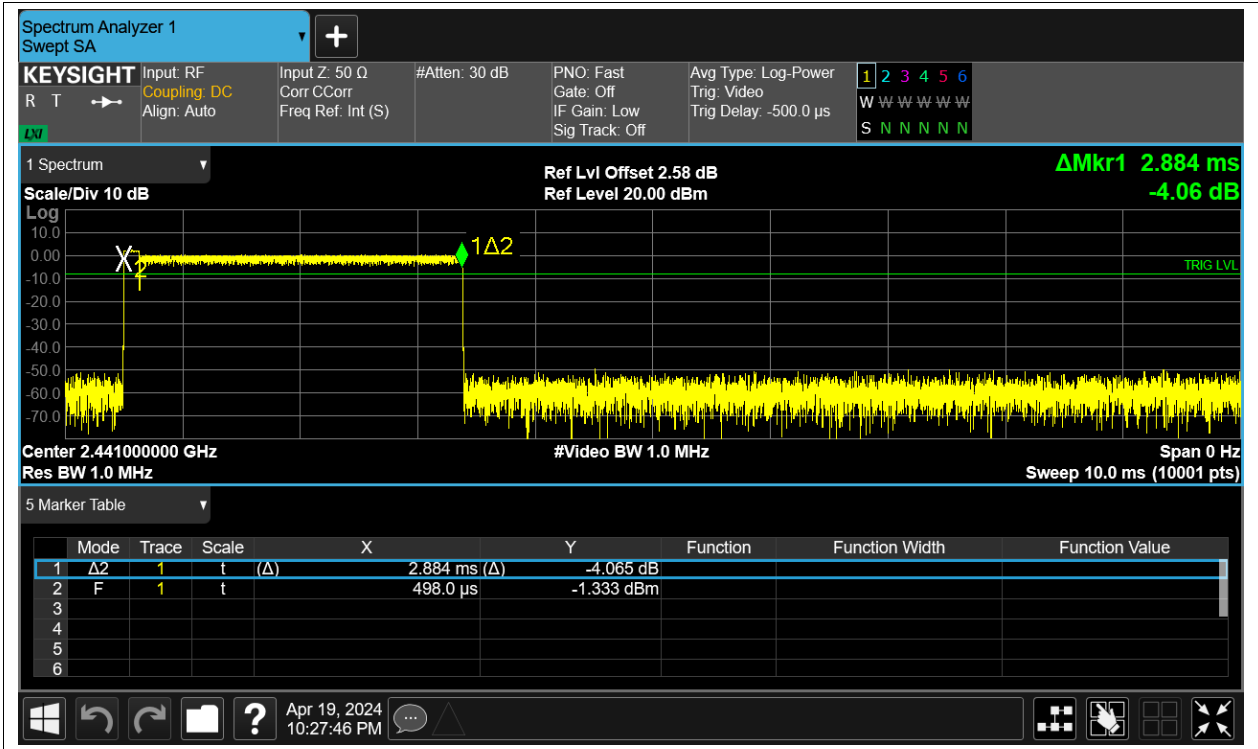 Spectrum Analyzer 1
Swept SA
KEYSIGHT
R T
LXI
Input: RF
Coupling: DC
Align: Auto
Input Z: 50 Ω
Corr CCorr
Freq Ref: Int (S)
#Atten: 30 dB
PNO: Fast
Gate: Off
IF Gain: Low
Sig Track: Off
Avg Type: Log-Power
Trig: Video
Trig Delay: -500.0 µs
1 2 3 4 5 6
W W W W W W
S N N N N N
1 Spectrum
Scale/Div 10 dB
Ref Lvl Offset 2.58 dB
Ref Level 20.00 dBm
ΔMkr1 2.884 ms
-4.06 dB
Log
10.0
0.00
-10.0
-20.0
-30.0
-40.0
-50.0
-60.0
-70.0
X
2
1Δ2
TRIG LVL
Center 2.441000000 GHz
#Video BW 1.0 MHz
Span 0 Hz
Res BW 1.0 MHz
Sweep 10.0 ms (10001 pts)
5 Marker Table
Mode Trace Scale X Y Function Function Width Function Value
1 Δ2 1 t (Δ) 2.884 ms (Δ) -4.065 dB
2 F 1 t 498.0 µs -1.333 dBm
3
4
5
6
?
Apr 19, 2024
10:27:46 PM